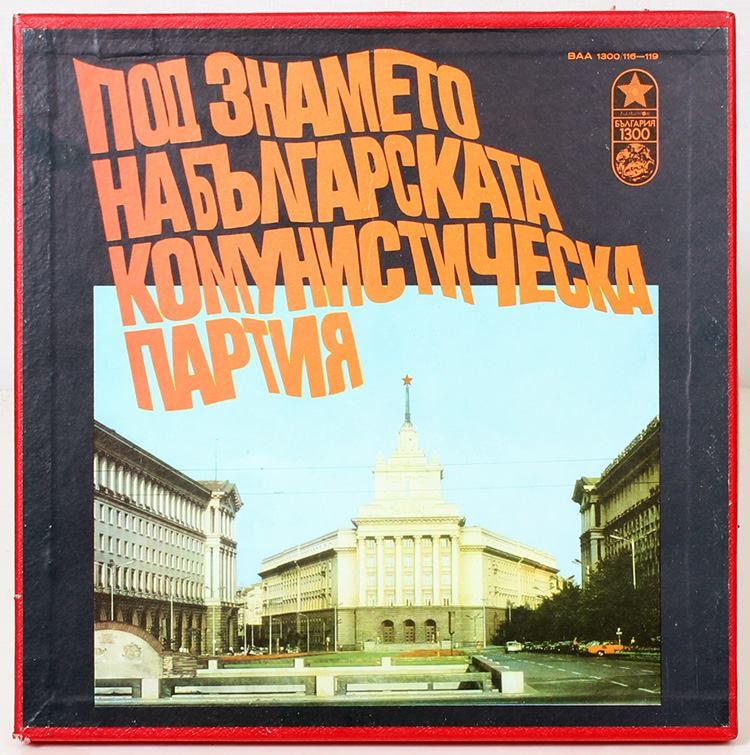 ВАА 1300/116—119
БЪЛГАРИЯ
1300
ПОД ЗНАМЕТО
НА БЪЛГАРСКАТА
КОМУНИСТИЧЕСКА
ПАРТИЯ